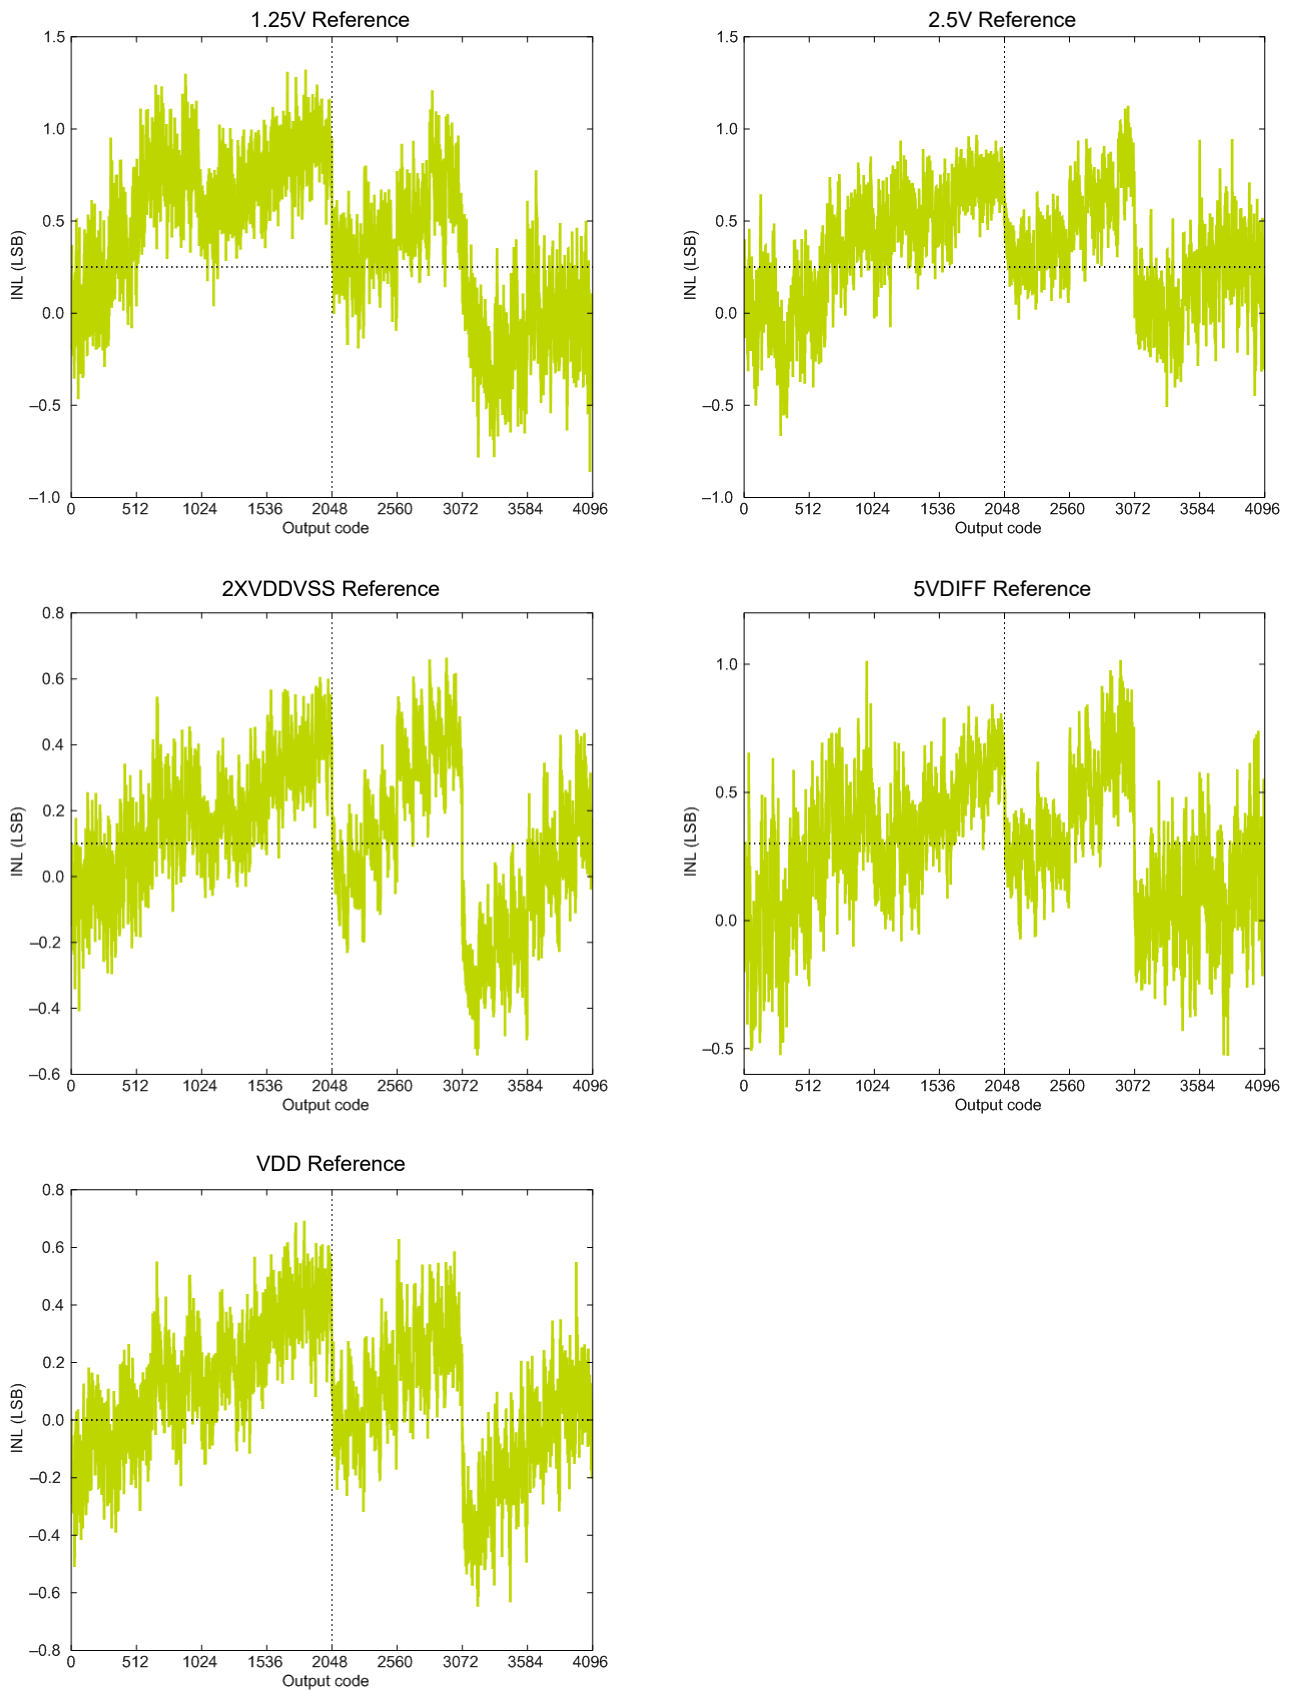 1.25V Reference
1.5
1.0
0.5
0.0
–0.5
–1.0
INL (LSB)
0 512 1024 1536 2048 2560 3072 3584 4096
Output code
2.5V Reference
1.5
1.0
0.5
0.0
–0.5
–1.0
INL (LSB)
0 512 1024 1536 2048 2560 3072 3584 4096
Output code
2XVDDVSS Reference
0.8
0.6
0.4
0.2
0.0
–0.2
–0.4
–0.6
INL (LSB)
0 512 1024 1536 2048 2560 3072 3584 4096
Output code
5VDIFF Reference
1.0
0.5
0.0
–0.5
INL (LSB)
0 512 1024 1536 2048 2560 3072 3584 4096
Output code
VDD Reference
0.8
0.6
0.4
0.2
0.0
–0.2
–0.4
–0.6
–0.8
INL (LSB)
0 512 1024 1536 2048 2560 3072 3584 4096
Output code